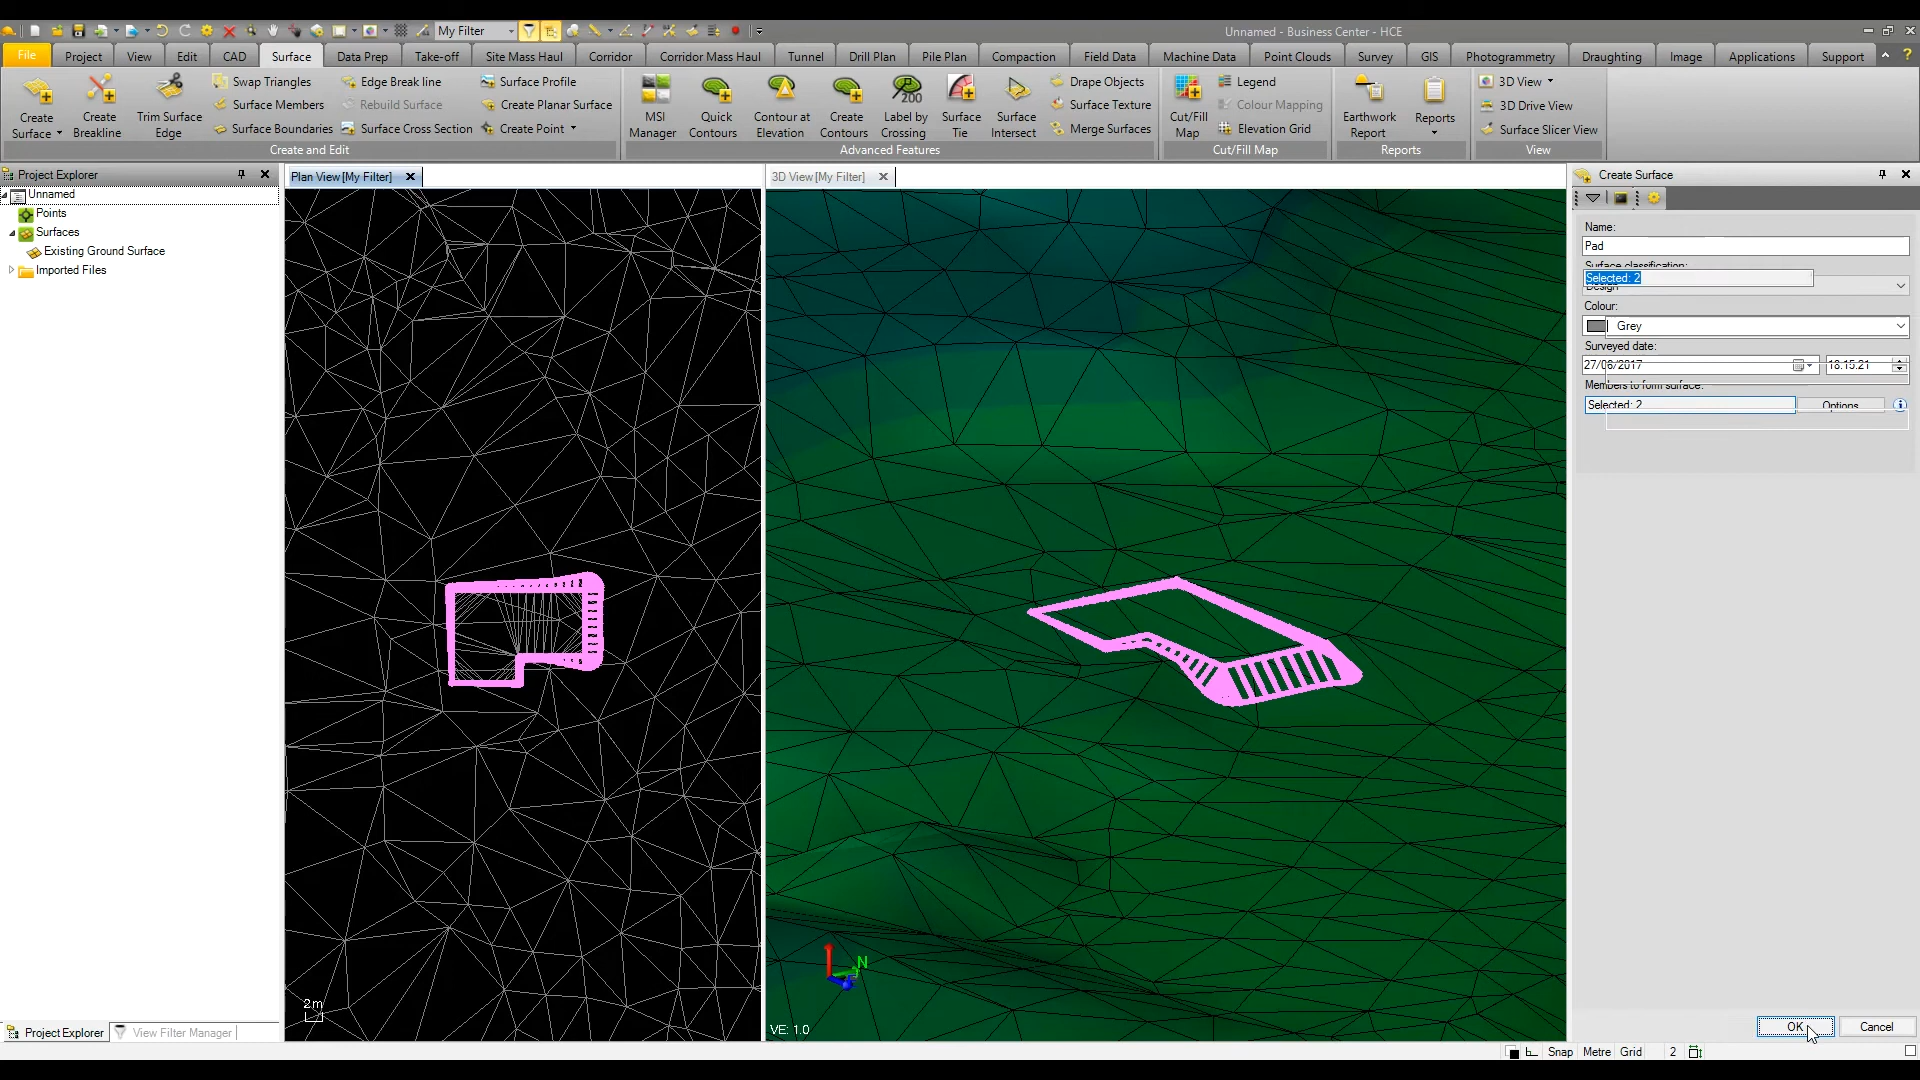 My Filter
Unnamed - Business Center - HCE
File Project View Edit CAD Surface Data Prep Take-off Site Mass Haul Corridor Corridor Mass Haul Tunnel Drill Plan Pile Plan Compaction Field Data Machine Data Point Clouds Survey GIS Photogrammetry Draughting Image Applications Support
Create Surface
Create Breakline
Trim Surface Edge
Swap Triangles
Surface Members
Surface Boundaries
Edge Break line
Rebuild Surface
Surface Cross Section
Surface Profile
Create Planar Surface
Create Point
Create and Edit
MSI Manager
Quick Contours
Contour at Elevation
Create Contours
200
Label by Crossing
Surface Tie
Surface Intersect
Drape Objects
Surface Texture
Merge Surfaces
Advanced Features
Cut/Fill Map
Legend
Colour Mapping
Elevation Grid
Cut/Fill Map
Earthwork Report
Reports
Reports
3D View
3D Drive View
Surface Slicer View
View
Project Explorer
Unnamed
Points
Surfaces
Existing Ground Surface
Imported Files
Project Explorer
View Filter Manager
Plan View[My Filter]
2m
3D View[My Filter]
N
VE: 1.0
Create Surface
Name:
Pad
Surface classification:
Selected: 2
Design
Colour:
Grey
Surveyed date:
27/06/2017 18:15:21
Members to form surface:
Selected: 2 Options
OK Cancel
Snap Metre Grid 2